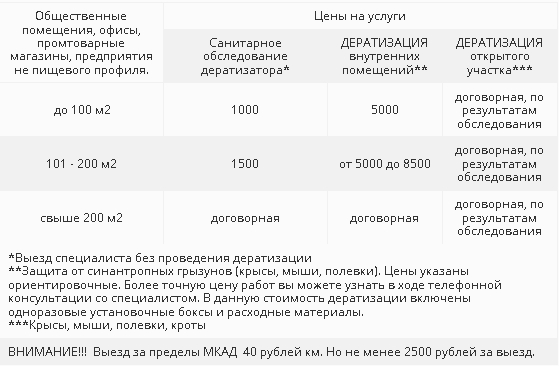 Общественные
помещения, офисы,
промтоварные
магазины, предприятия
не пищевого профиля.
Цены на услуги
Санитарное
обследование
дератизатора*
ДЕРАТИЗАЦИЯ
внутренних
помещений**
ДЕРАТИЗАЦИЯ
открытого
участка***
до 100 м2
1000
5000
договорная, по
результатам
обследования
101 - 200 м2
1500
от 5000 до 8500
договорная, по
результатам
обследования
свыше 200 м2
договорная
договорная
договорная, по
результатам
обследования
*Выезд специалиста без проведения дератизации
**Защита от синантропных грызунов (крысы, мыши, полевки). Цены указаны
ориентировочные. Более точную цену работ вы можете узнать в ходе телефонной
консультации со специалистом. В данную стоимость дератизации включены
одноразовые установочные боксы и расходные материалы.
***Крысы, мыши, полевки, кроты
ВНИМАНИЕ!!! Выезд за пределы МКАД 40 рублей км. Но не менее 2500 рублей за выезд.